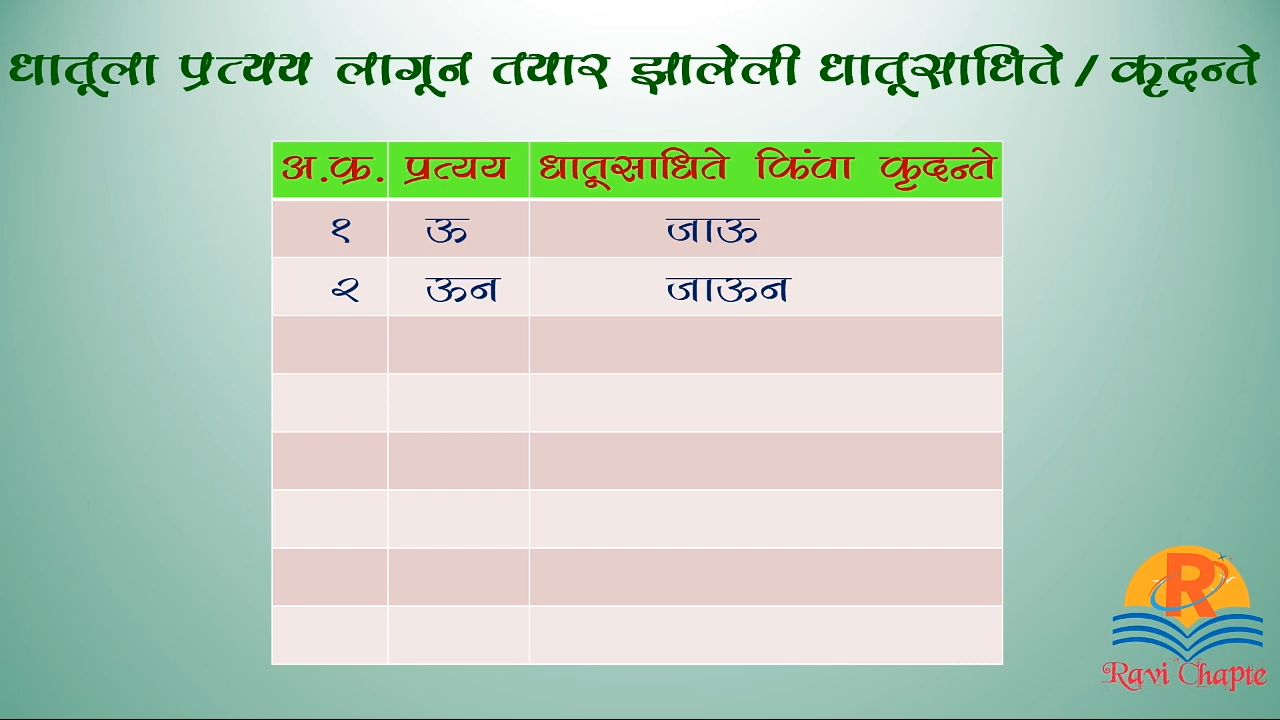 धातूला प्रत्यय लागून तयार झालेली धातूसाधिते / कृदन्ते
अ.क्र. प्रत्यय धातूसाधिते किंवा कृदन्ते
१ ऊ जाऊ
२ ऊन जाऊन
R
Ravi Chapte